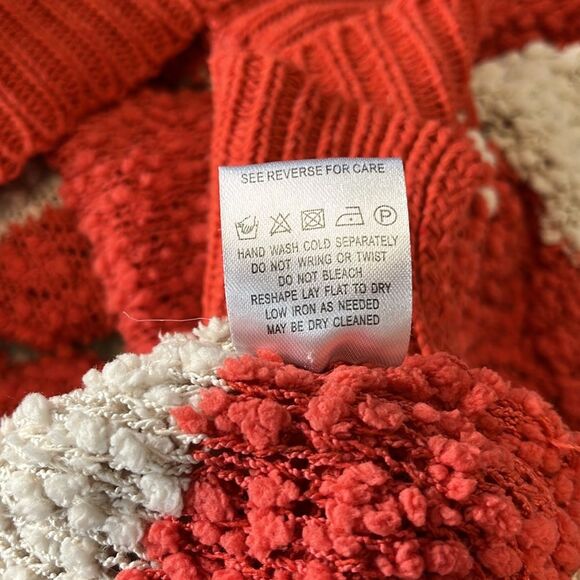 SEE REVERSE FOR CARE
P
HAND WASH COLD SEPARATELY
DO NOT WRING OR TWIST
DO NOT BLEACH
RESHAPE LAY FLAT TO DRY
LOW IRON AS NEEDED
MAY BE DRY CLEANED